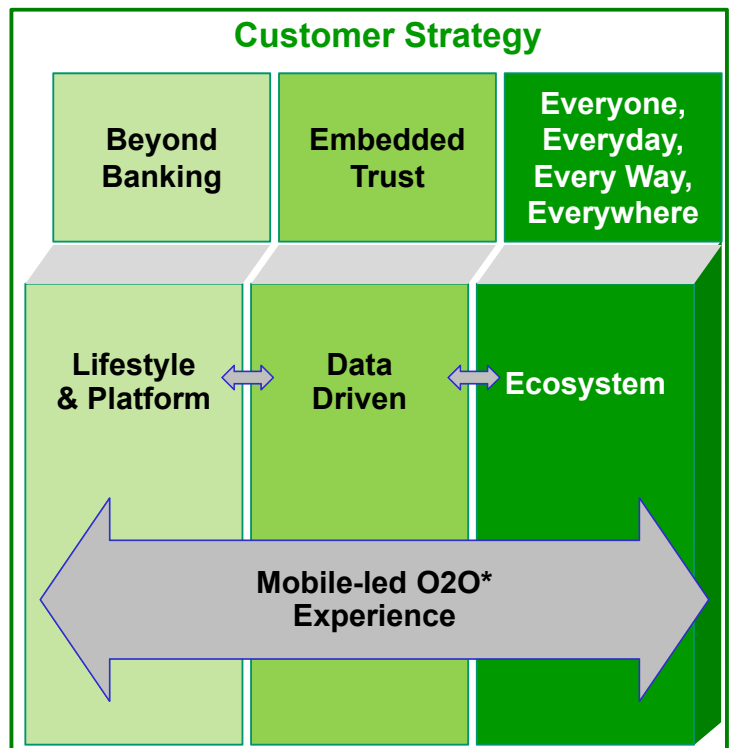 Customer Strategy
Beyond
Banking
Embedded
Trust
Everyone,
Everyday,
Every Way,
Everywhere
Lifestyle
& Platform
Data
Driven
Ecosystem
Mobile-led O2O*
Experience